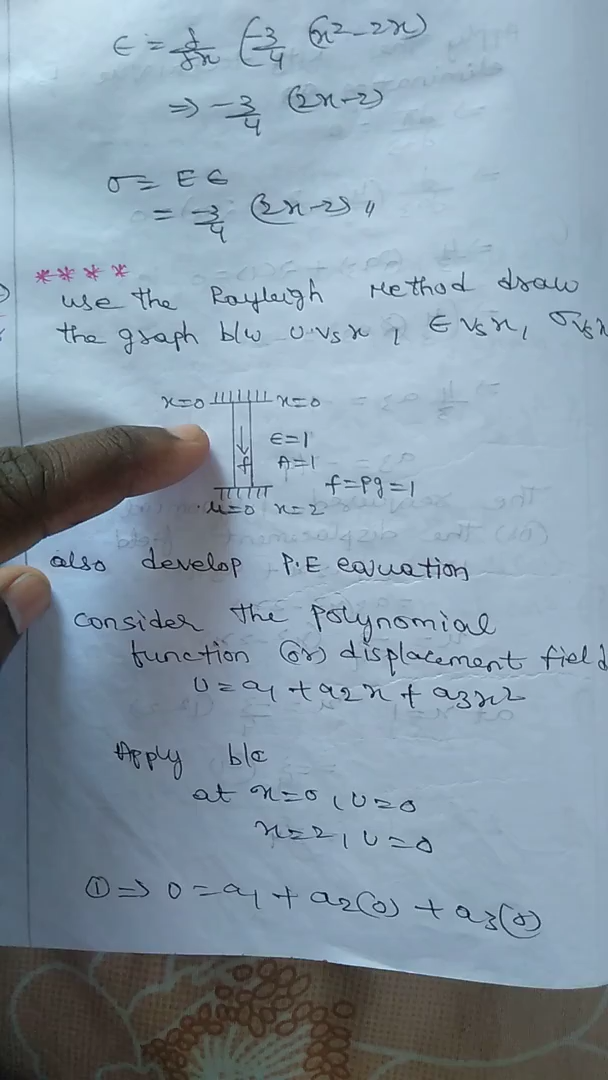 ϵ = δ/δx (-3/4 (x²-2x)
⇒ -3/4 (2x-2)
σ = E ϵ
= -3/4 (2x-2) //
****
use the Rayleigh Method draw
the graph b/w u vs x, ϵ vs x, σ vs x
x=0 x=0
E=1
f A=1
f=ρg=1
u=0 x=2
also develop P.E equation
consider the polynomial
function (or) displacement field
U = a1 + a2x + a3x2
Apply b/c
at x=0, U=0
x=2, U=0
① ⇒ 0 = a1 + a2(0) + a3(0)